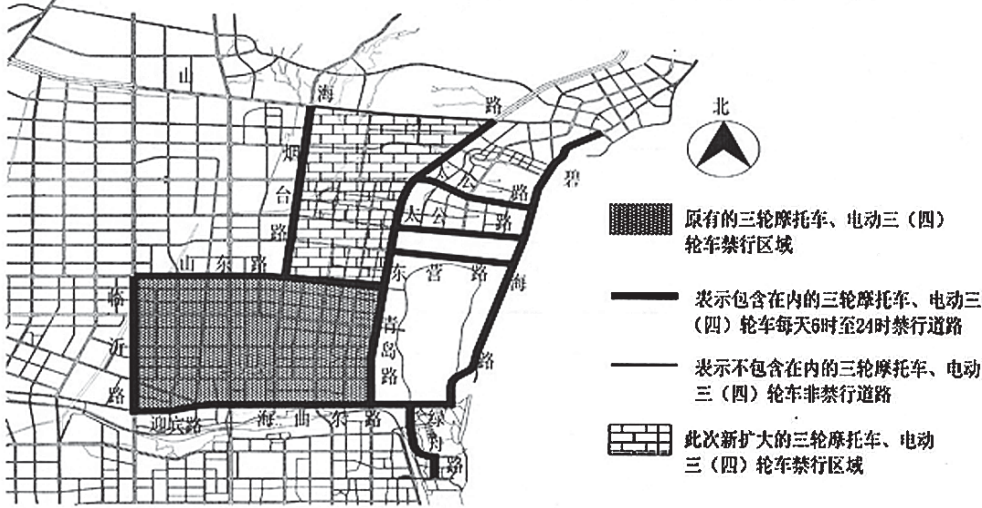 北
山 海 路
烟台路
太公二路
太公一路
碧海路
山东路
东营路
临沂路
青岛路
迎宾路
海曲东路
绿舟路
原有的三轮摩托车、电动三（四）
轮车禁行区域
表示包含在内的三轮摩托车、电动三
（四）轮车每天6时至24时禁行道路
表示不包含在内的三轮摩托车、电动
三（四）轮车非禁行道路
此次新扩大的三轮摩托车、电动
三（四）轮车禁行区域